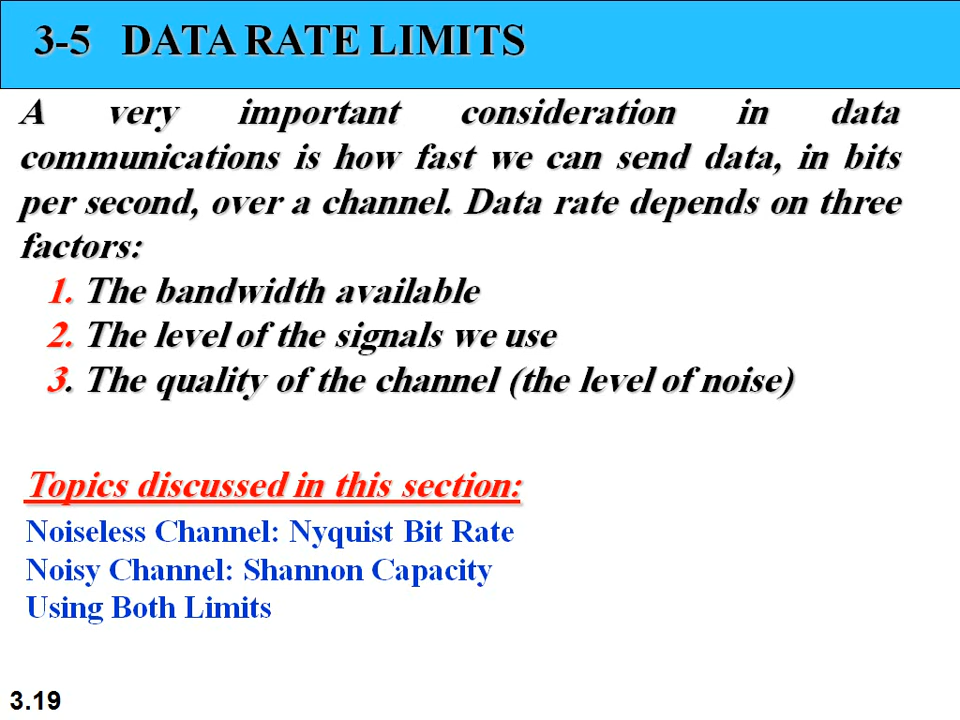 3-5 DATA RATE LIMITS
A very important consideration in data
communications is how fast we can send data, in bits
per second, over a channel. Data rate depends on three
factors:
1. The bandwidth available
2. The level of the signals we use
3. The quality of the channel (the level of noise)
Topics discussed in this section:
Noiseless Channel: Nyquist Bit Rate
Noisy Channel: Shannon Capacity
Using Both Limits
3.19